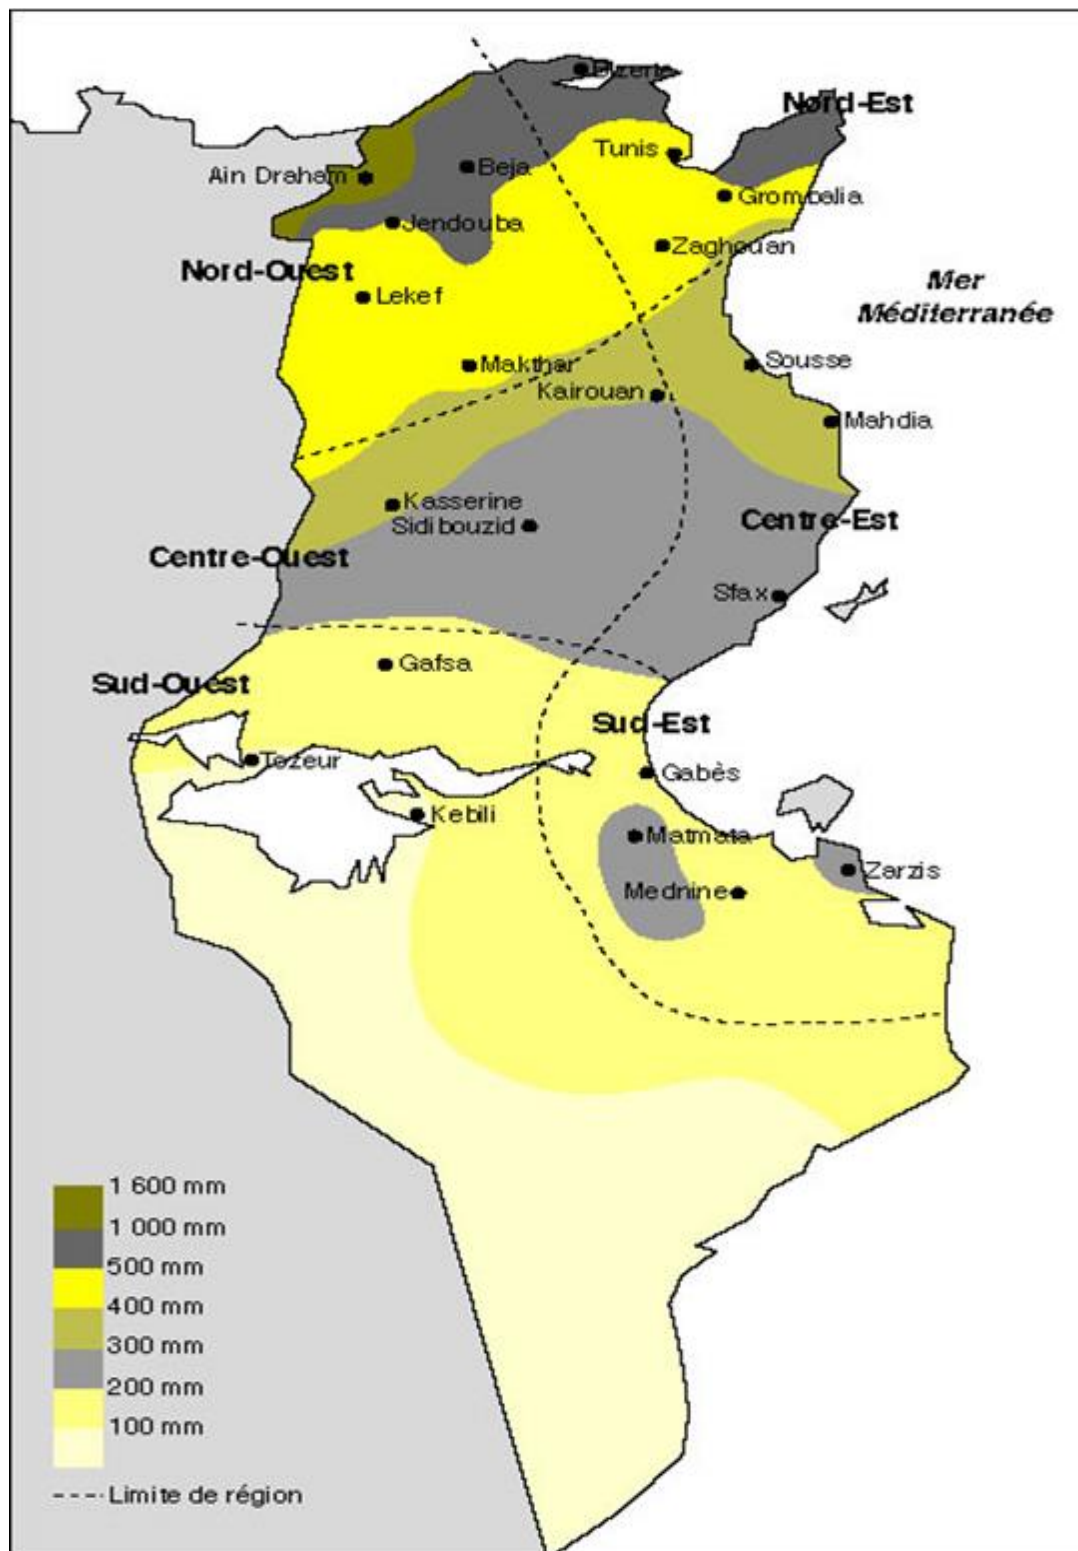 Bizerte
Nord-Est
Tunis
Ain Draham
Beja
Grombalia
Jendouba
Zaghouan
Nord-Ouest
Lekef
Mer
Méditerranée
Makthar
Sousse
Kairouan
Mahdia
Kasserine
Sidibouzid
Centre-Est
Centre-Ouest
Sfax
Gafsa
Sud-Ouest
Sud-Est
Tozeur
Gabès
Kebili
Matmata
Zarzis
Mednine
1 600 mm
1 000 mm
500 mm
400 mm
300 mm
200 mm
100 mm
Limite de région